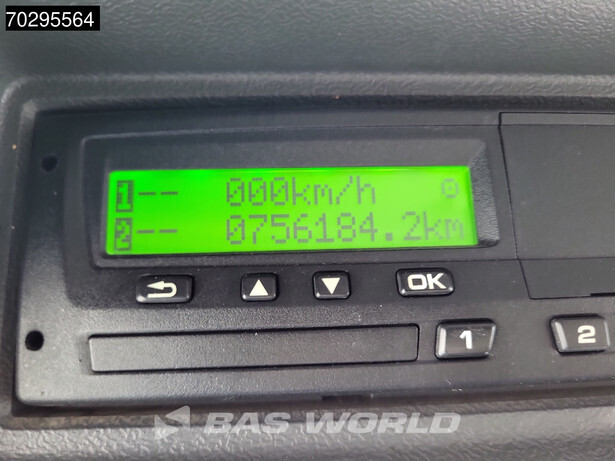 70295564
1 -- 000km/h
2 -- 0756184.2km
OK
1
2
BAS WORLD